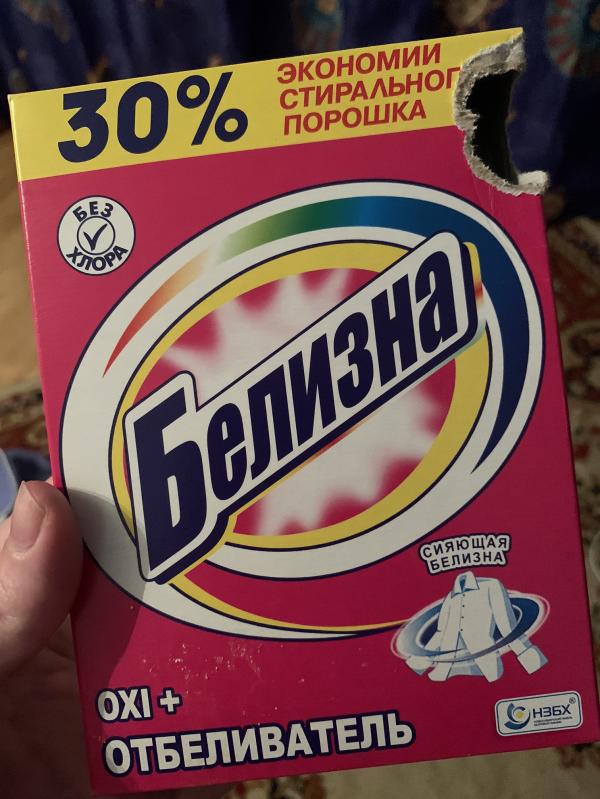 30%
ЭКОНОМИИ
СТИРАЛЬНОГ
ПОРОШКА
БЕЗ
ХЛОРА
Белизна
СИЯЮЩАЯ
БЕЛИЗНА
OXI +
ОТБЕЛИВАТЕЛЬ
НЗБХ®